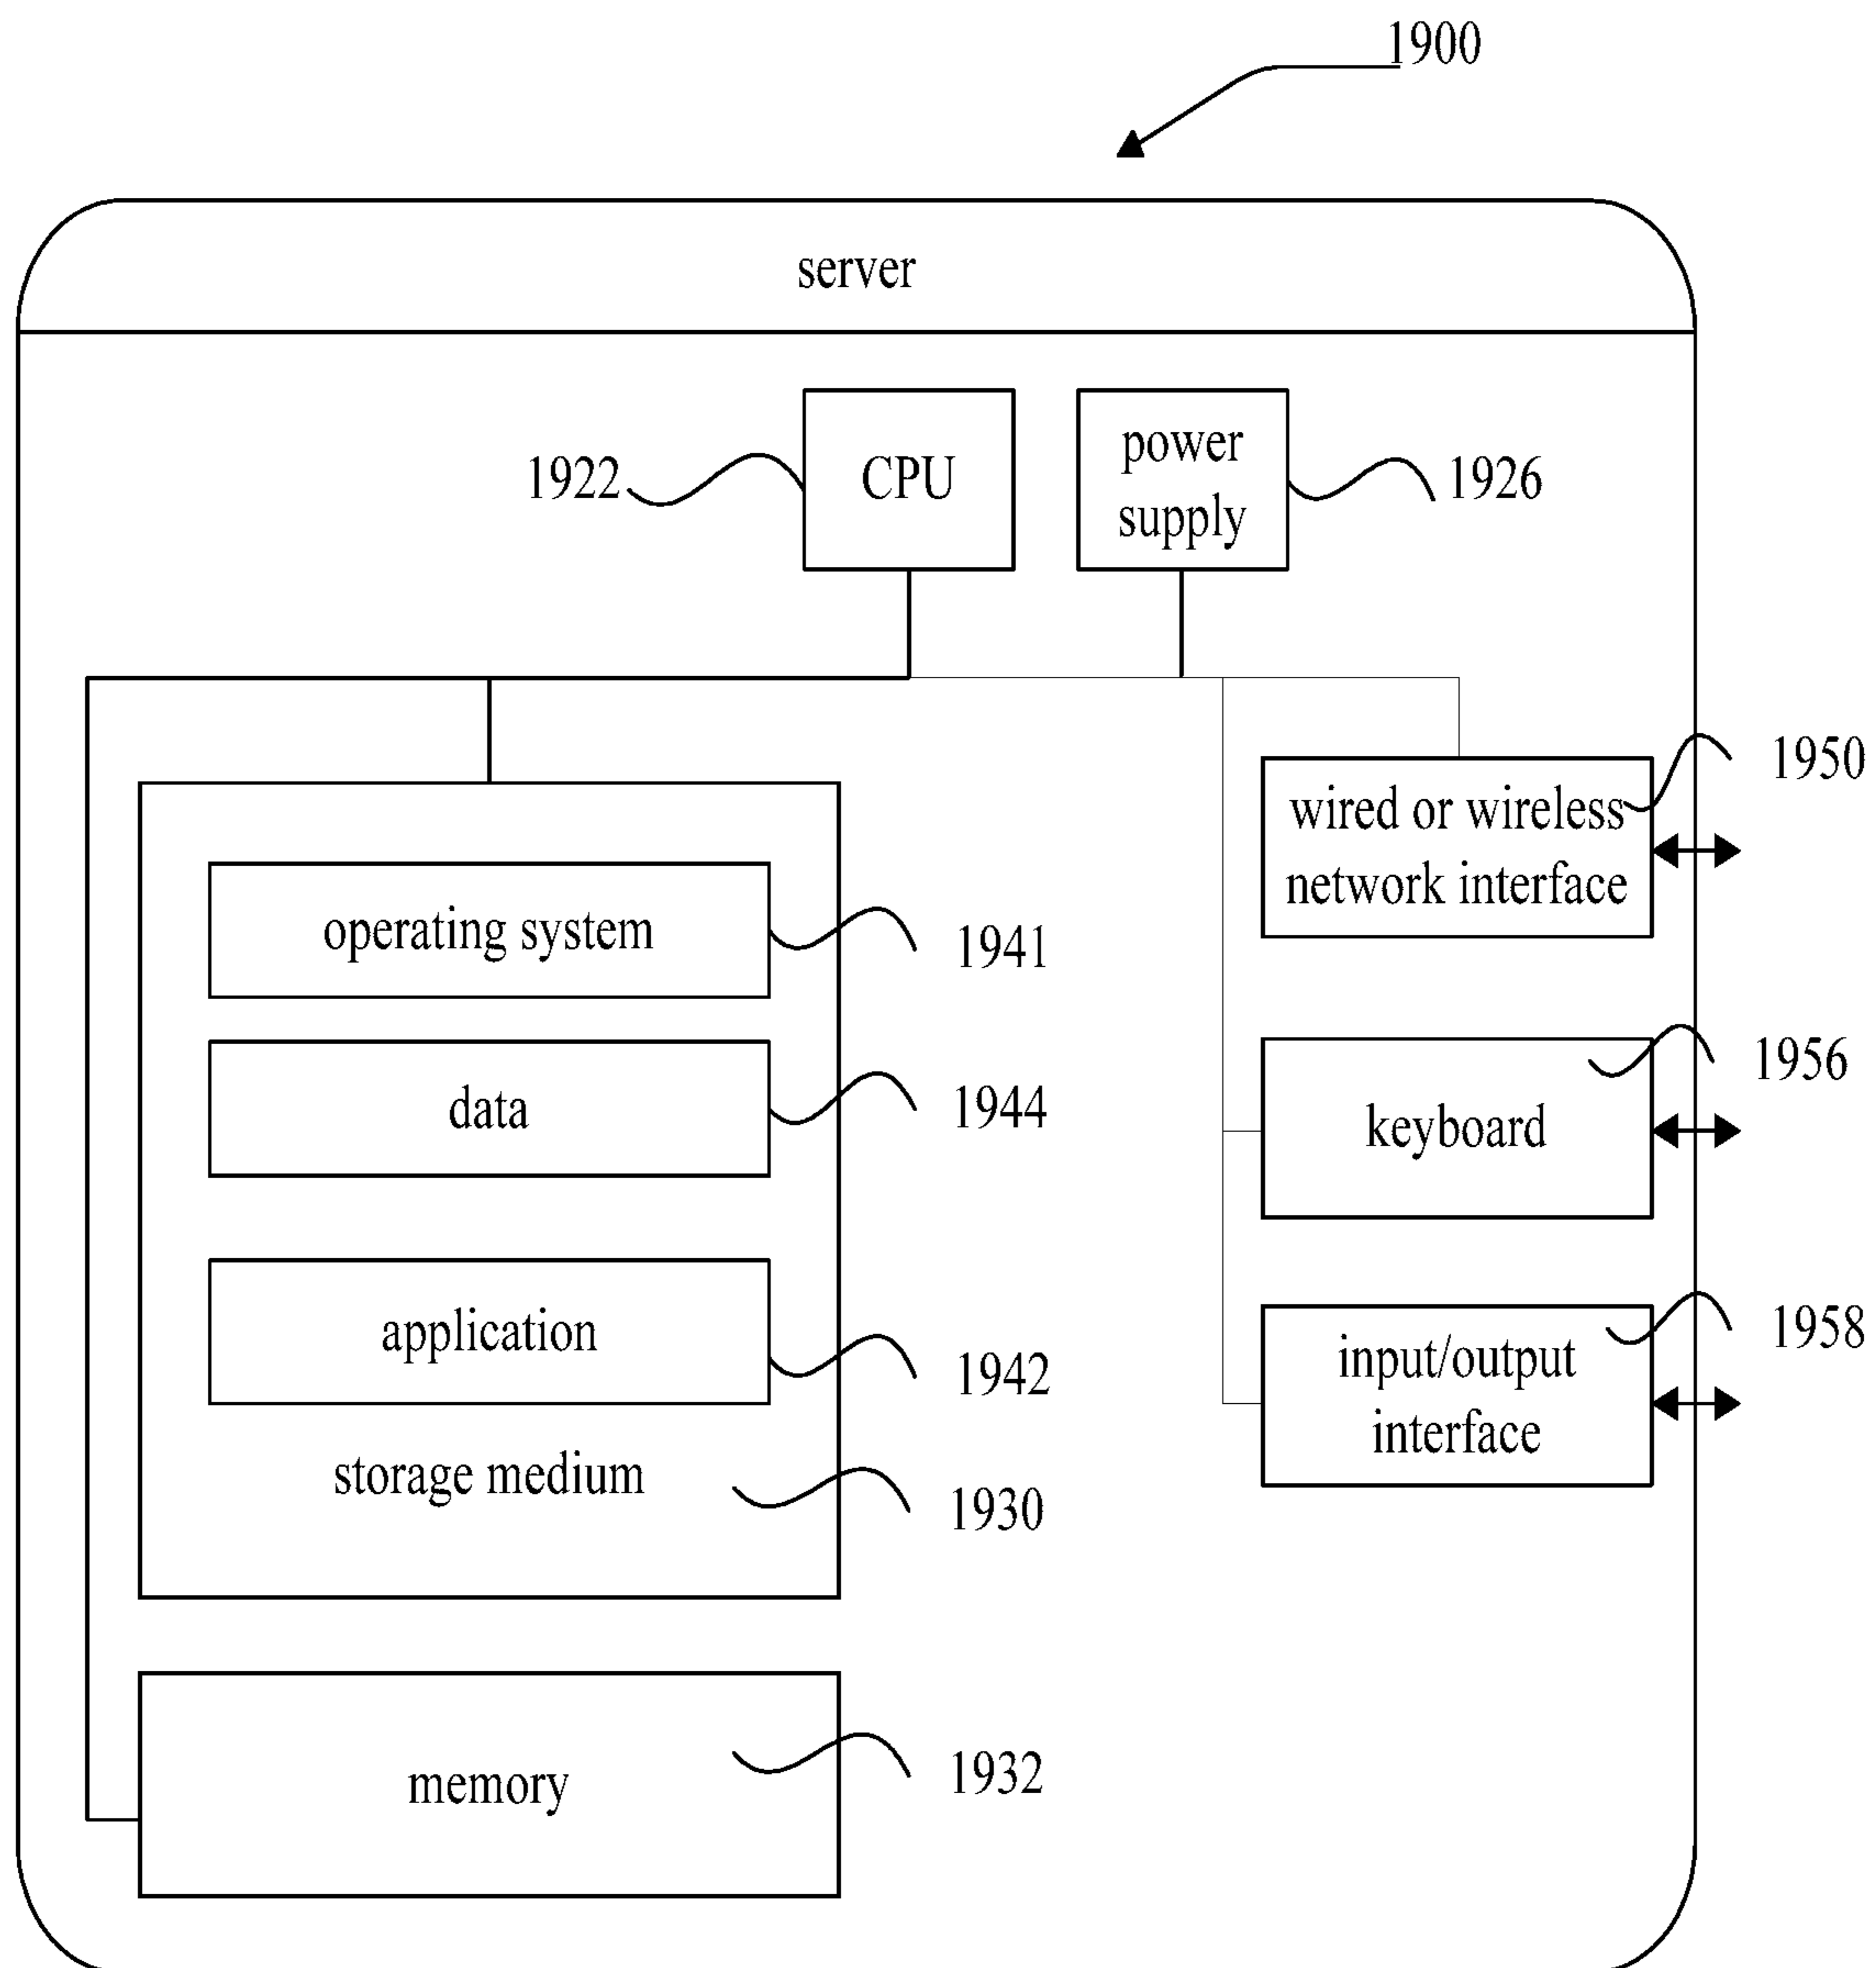 1900
server
1922
CPU
power
supply
1926
1950
wired or wireless
network interface
operating system
1941
1956
keyboard
data
1944
1958
input/output
interface
application
1942
storage medium
1930
memory
1932